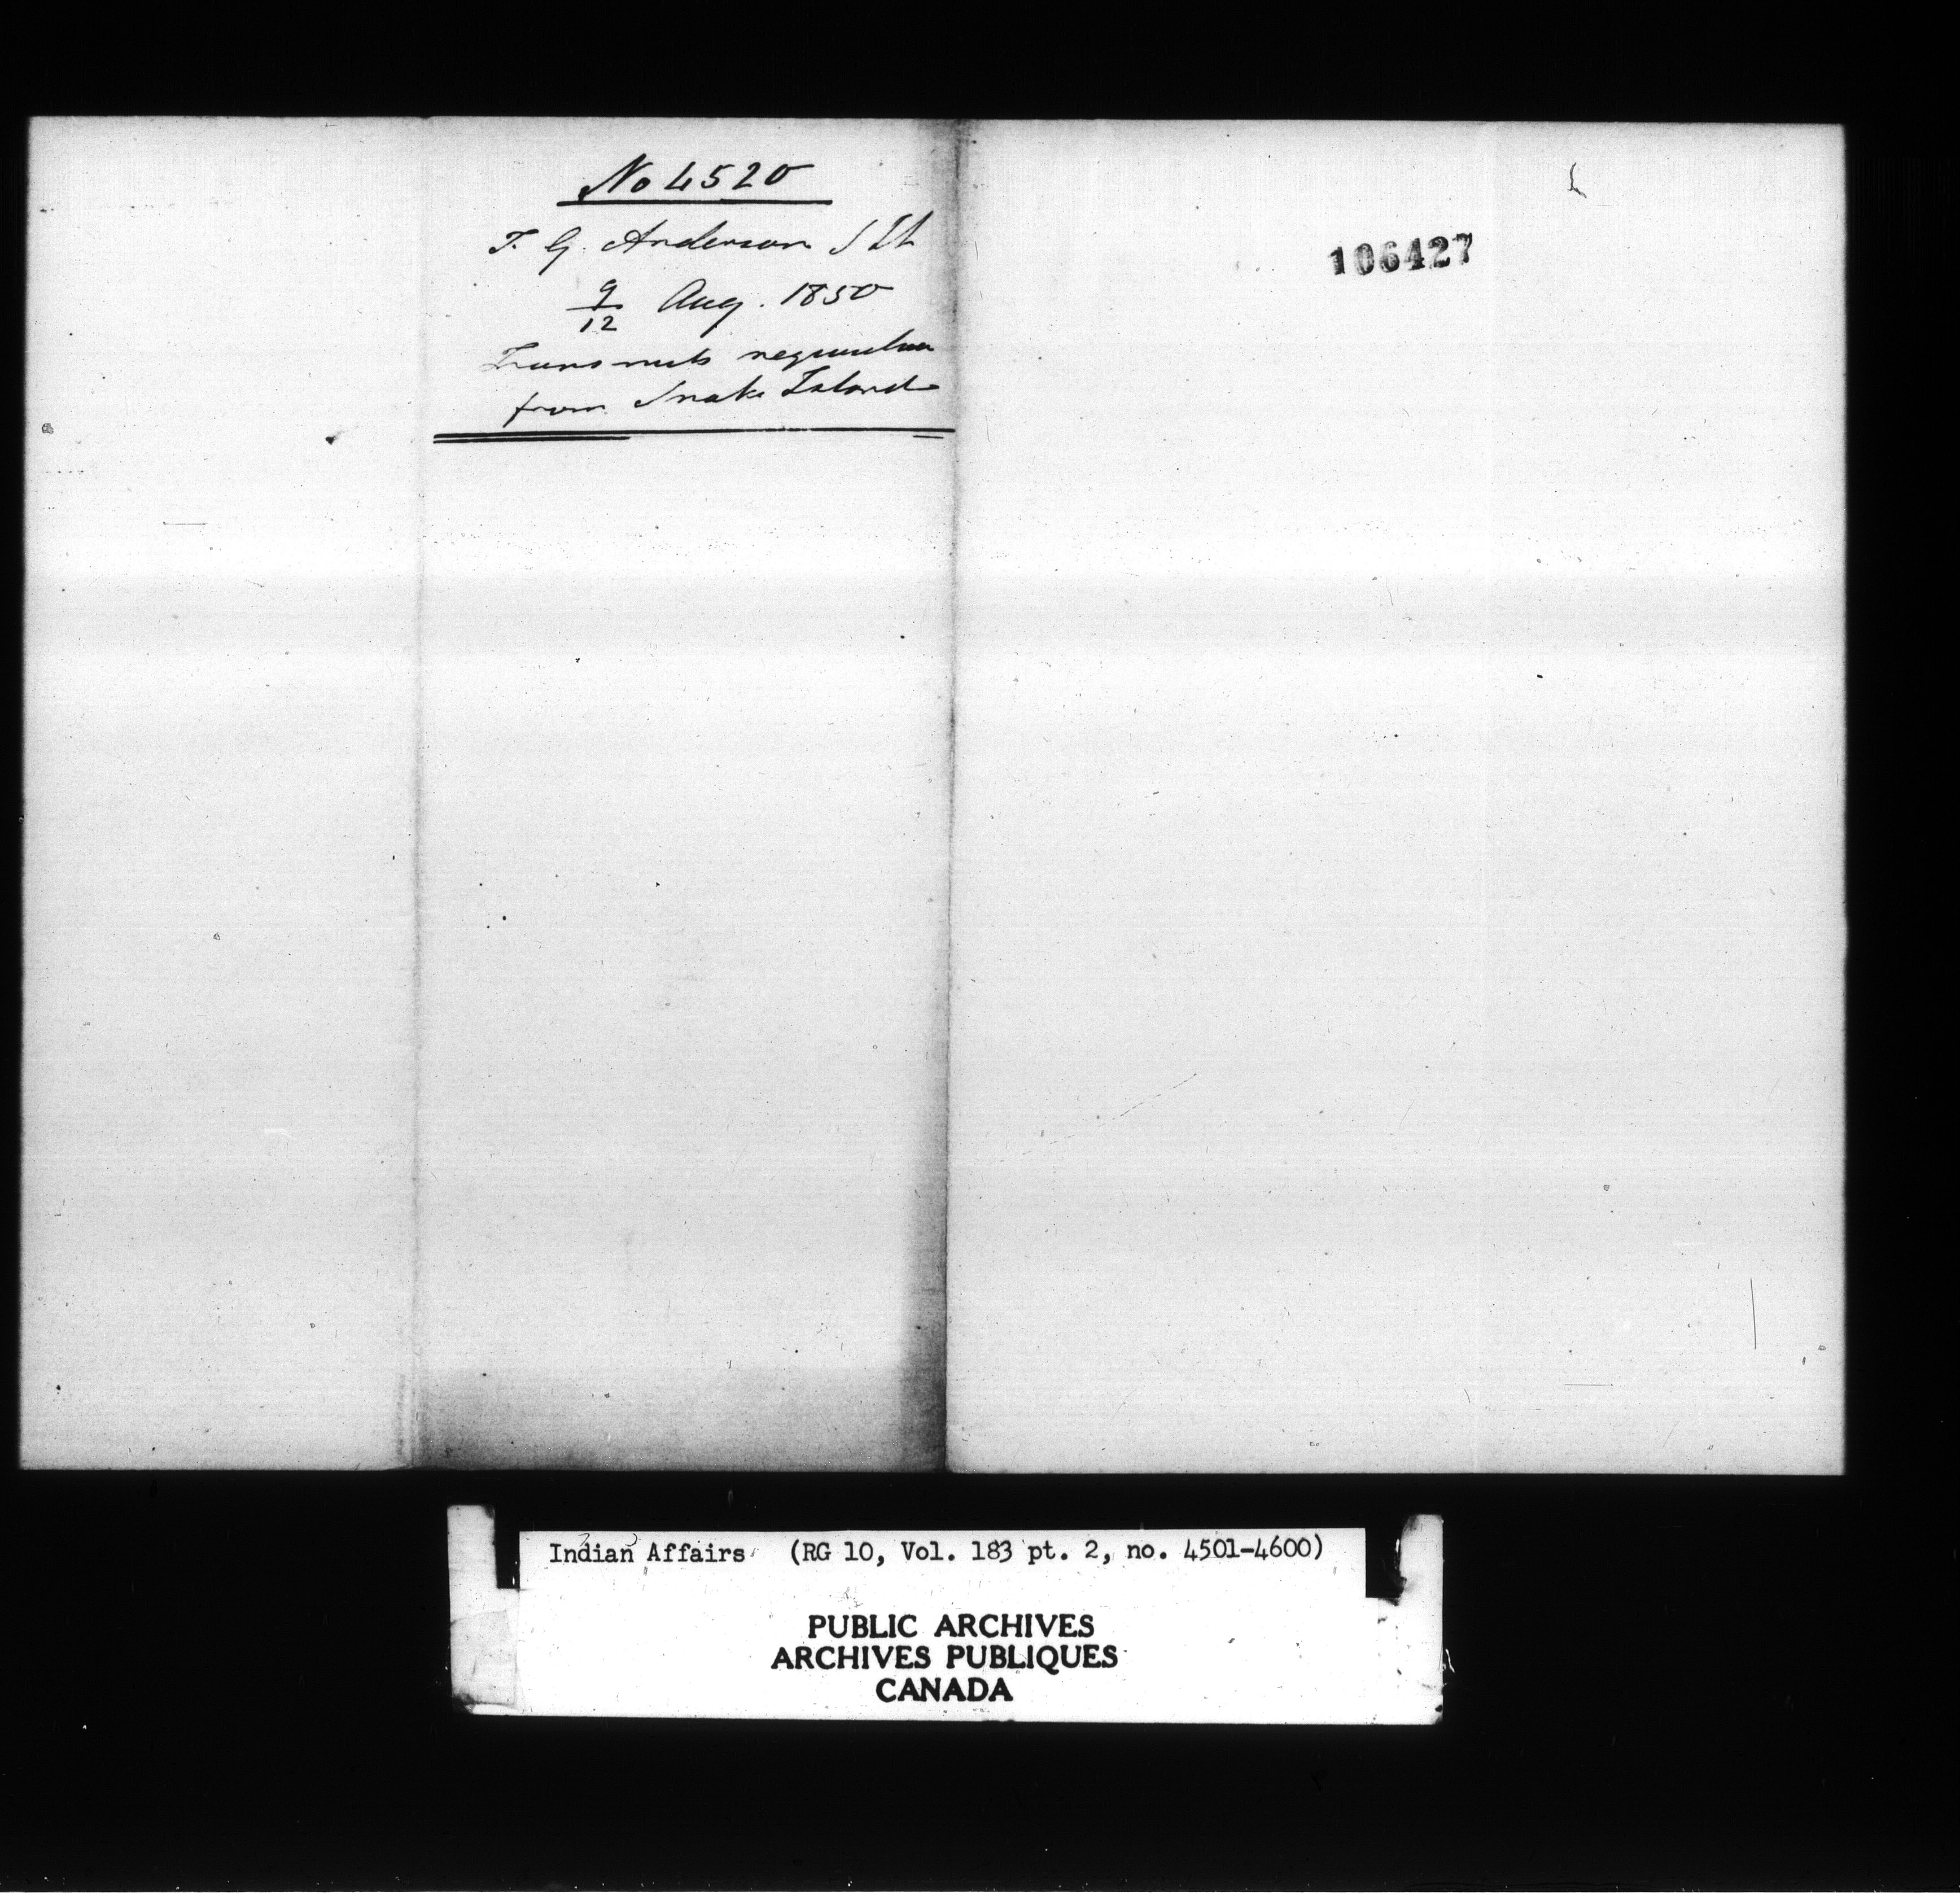 No 4520
T. G. Anderson
9/12 Aug. 1850
Transmits requisition
from Snake Island
106427
Indian Affairs (RG 10, Vol. 183 pt. 2, no. 4501-4600)
PUBLIC ARCHIVES
ARCHIVES PUBLIQUES
CANADA